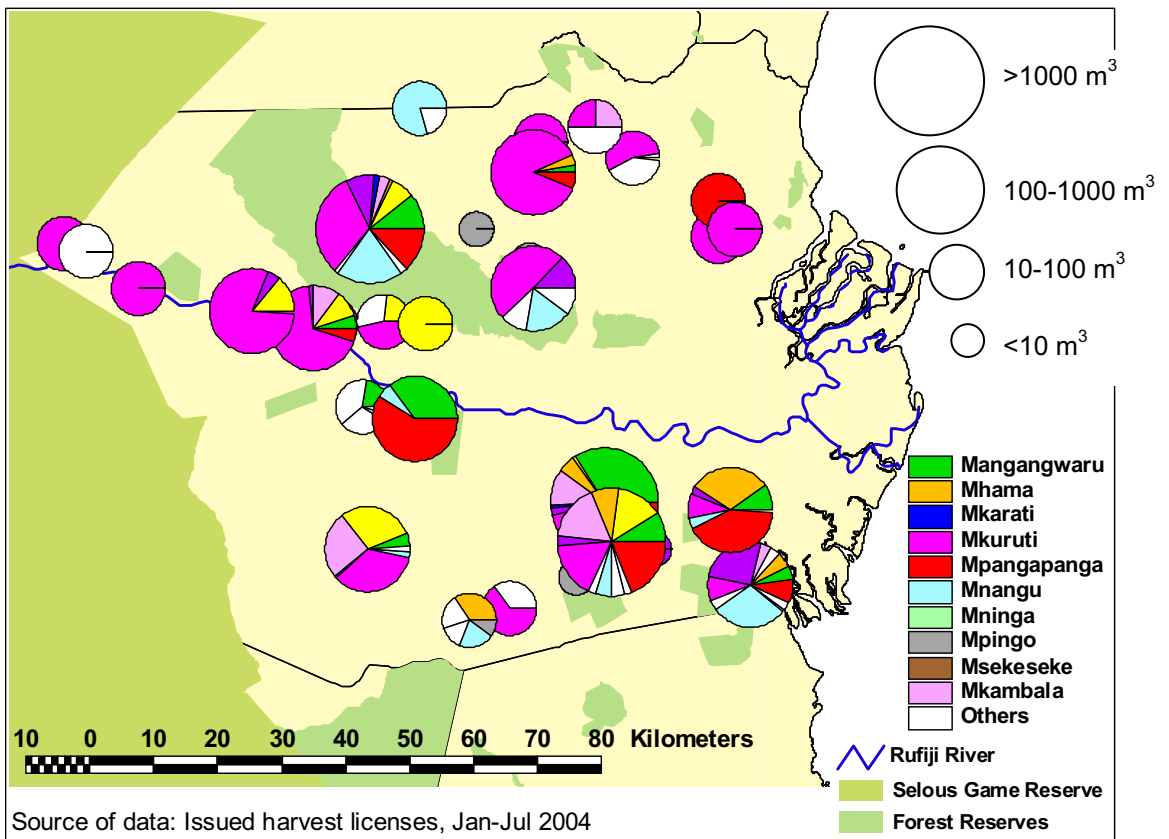 >1000 m³
100-1000 m³
10-100 m³
<10 m³
Mangangwaru
Mhama
Mkarati
Mkuruti
Mpangapanga
Mnangu
Mninga
Mpingo
Msekeseke
Mkambala
Others
10 0 10 20 30 40 50 60 70 80 Kilometers
Rufiji River
Selous Game Reserve
Forest Reserves
Source of data: Issued harvest licenses, Jan-Jul 2004